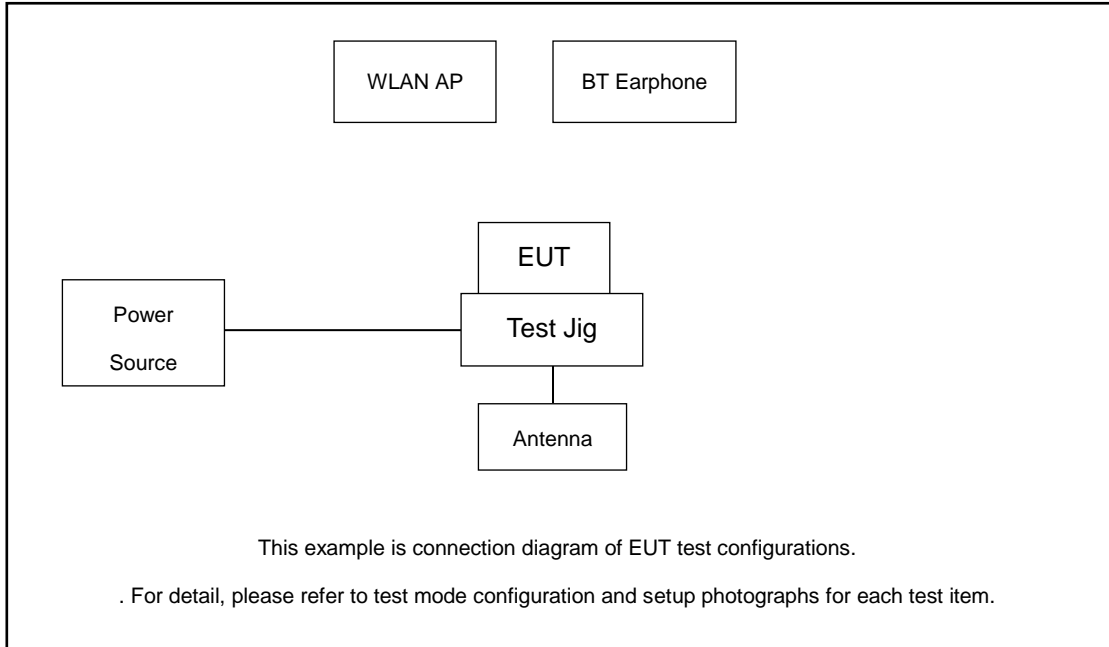 WLAN AP
BT Earphone
EUT
Test Jig
Power
Source
Antenna
This example is connection diagram of EUT test configurations.
. For detail, please refer to test mode configuration and setup photographs for each test item.